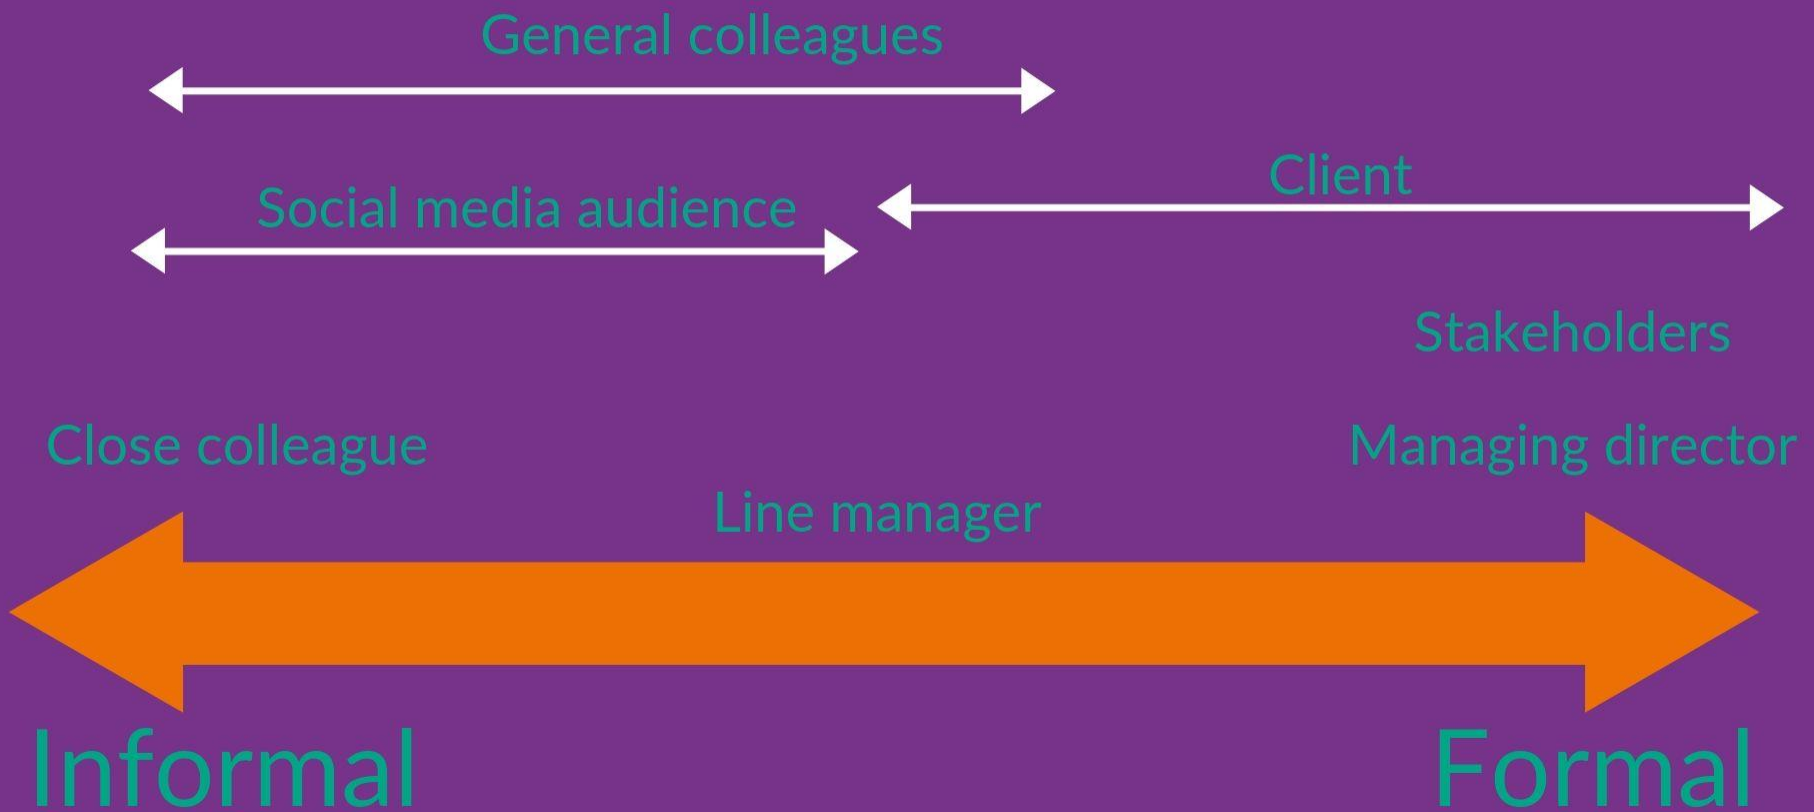 General colleagues
Client
Social media audience
Stakeholders
Close colleague
Managing director
Line manager
Informal
Formal